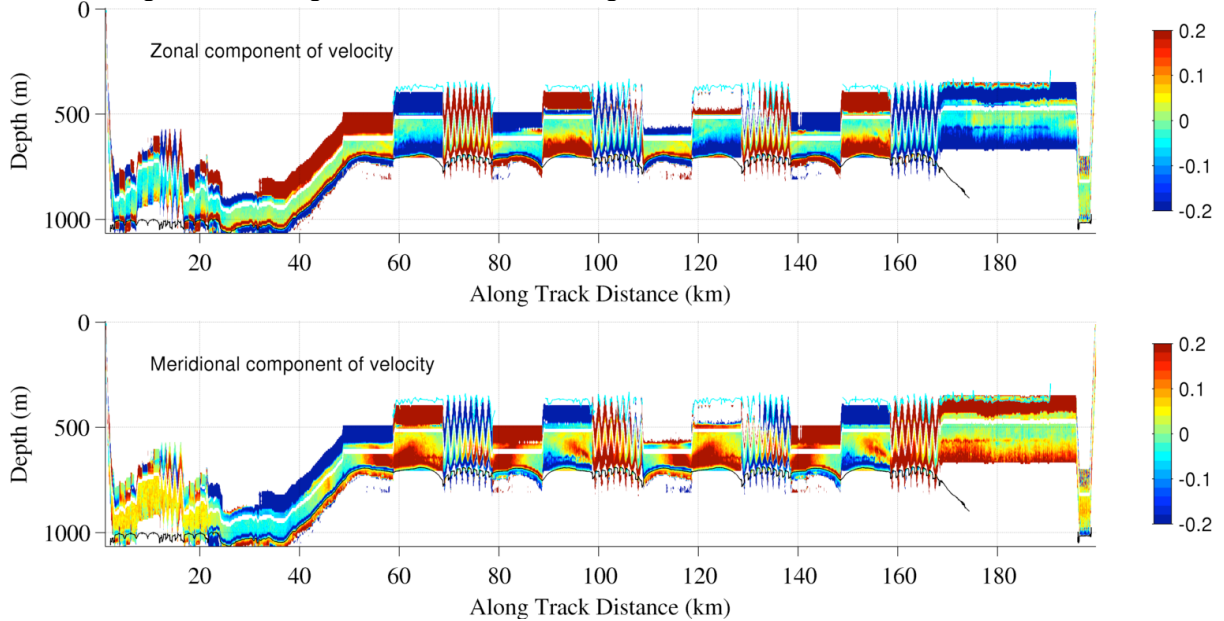 0
Zonal component of velocity
Depth (m)
500
1000
20 40 60 80 100 120 140 160 180
Along Track Distance (km)
0.2
0.1
0
-0.1
-0.2
0
Meridional component of velocity
Depth (m)
500
1000
20 40 60 80 100 120 140 160 180
Along Track Distance (km)
0.2
0.1
0
-0.1
-0.2